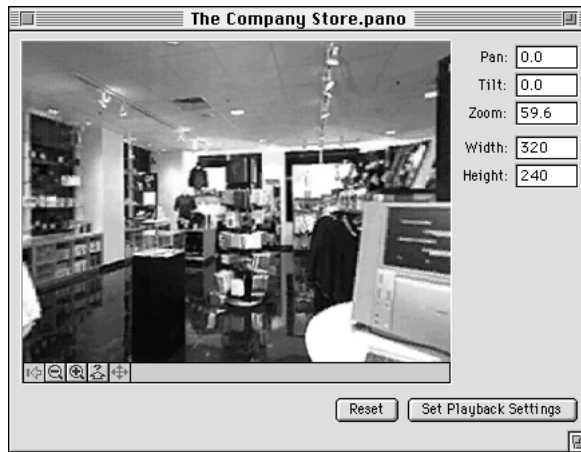 The Company Store.pano
Pan: 0.0
Tilt: 0.0
Zoom: 59.6
Width: 320
Height: 240
Reset
Set Playback Settings